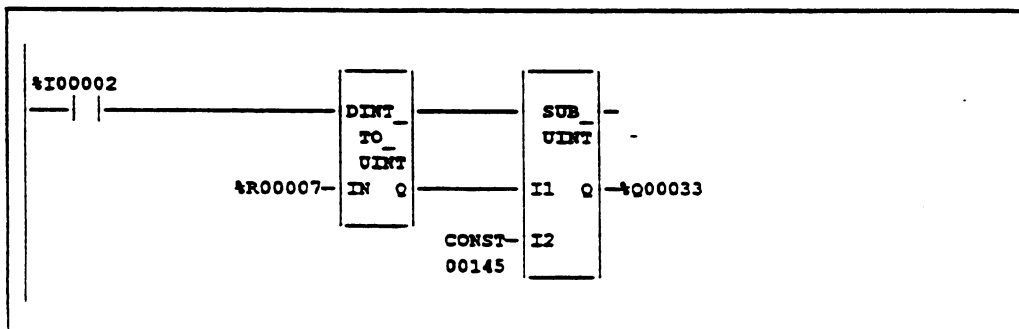 %I00002
DINT_ SUB_
TO_ UINT
UINT
%R00007 IN Q I1 Q %Q00033
CONST I2
00145